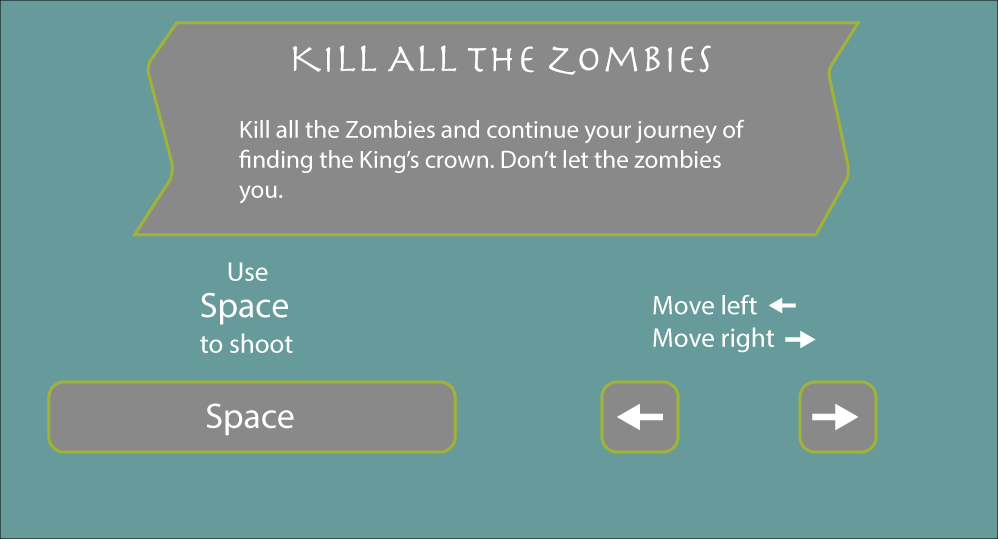 KILL ALL THE ZOMBIES
Kill all the Zombies and continue your journey of
finding the King's crown. Don't let the zombies
you.
Use
Space
to shoot
Move left
Move right
Space